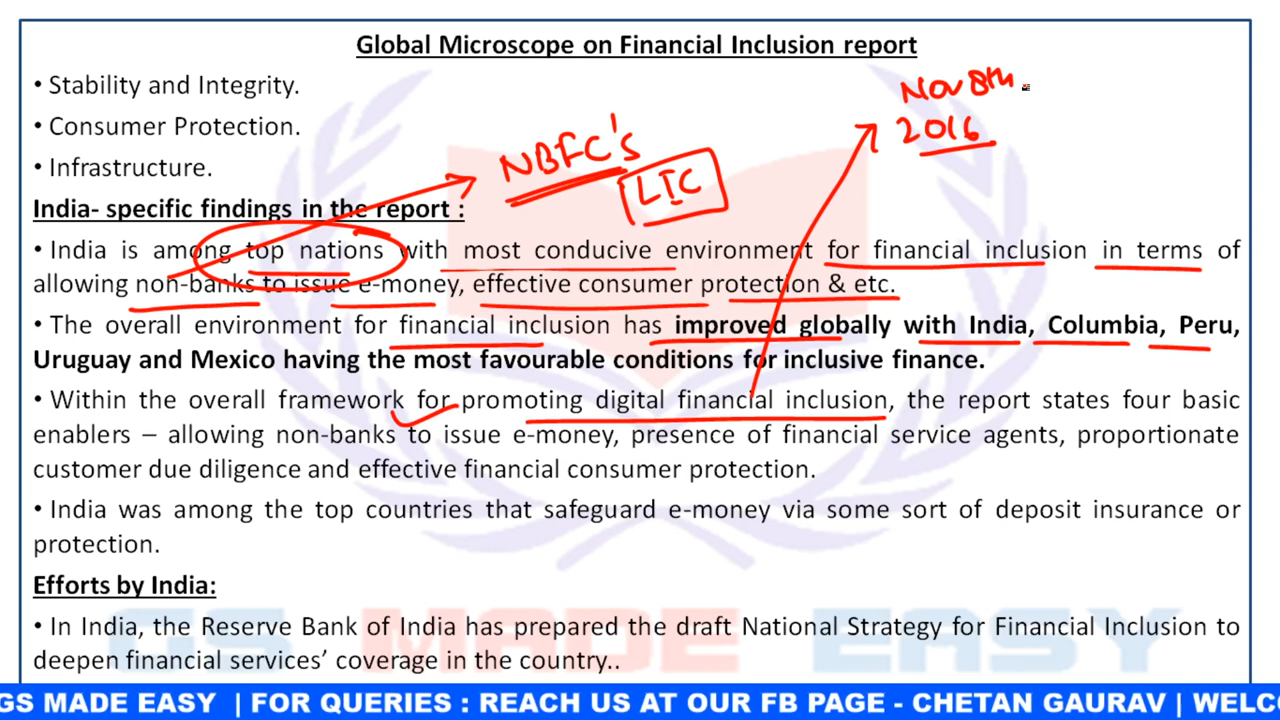 Global Microscope on Financial Inclusion report
• Stability and Integrity.
Nov 8th
• Consumer Protection.
2016
NBFC's
• Infrastructure.
LIC
India- specific findings in the report :
• India is among top nations with most conducive environment for financial inclusion in terms of
allowing non-banks to issue e-money, effective consumer protection & etc.
• The overall environment for financial inclusion has improved globally with India, Columbia, Peru,
Uruguay and Mexico having the most favourable conditions for inclusive finance.
• Within the overall framework for promoting digital financial inclusion, the report states four basic
enablers – allowing non-banks to issue e-money, presence of financial service agents, proportionate
customer due diligence and effective financial consumer protection.
• India was among the top countries that safeguard e-money via some sort of deposit insurance or
protection.
Efforts by India:
GS MADE EASY
• In India, the Reserve Bank of India has prepared the draft National Strategy for Financial Inclusion to
deepen financial services’ coverage in the country..
GS MADE EASY | FOR QUERIES : REACH US AT OUR FB PAGE - CHETAN GAURAV | WELC